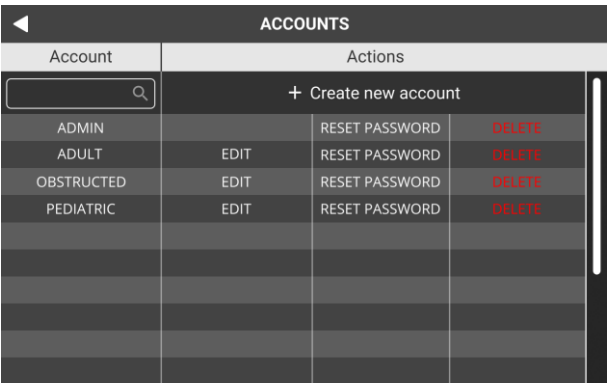 ACCOUNTS
Account Actions
+ Create new account
ADMIN RESET PASSWORD DELETE
ADULT EDIT RESET PASSWORD DELETE
OBSTRUCTED EDIT RESET PASSWORD DELETE
PEDIATRIC EDIT RESET PASSWORD DELETE